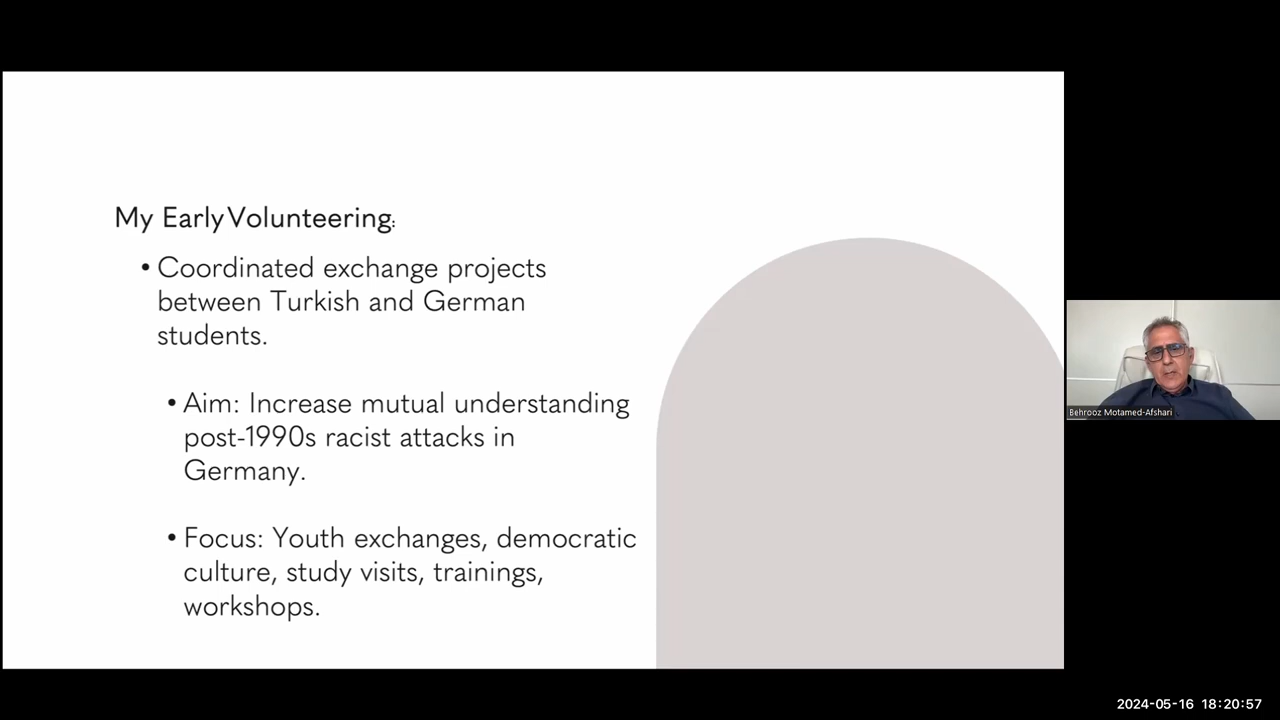 My Early Volunteering:
• Coordinated exchange projects
between Turkish and German
students.
• Aim: Increase mutual understanding
post-1990s racist attacks in
Germany.
• Focus: Youth exchanges, democratic
culture, study visits, trainings,
workshops.
Behrooz Motamed-Afshari
2024-05-16 18:20:57